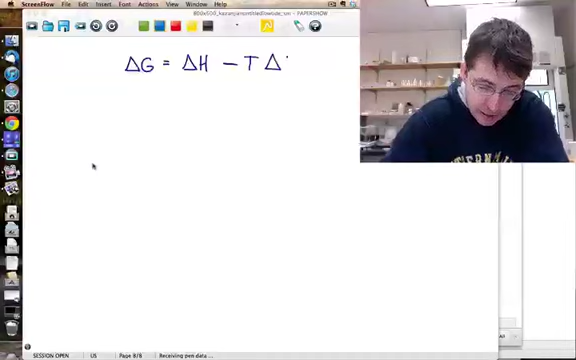 ScreenFlow File Edit Insert Font Actions View Window Help
ΔG = ΔH − T Δ
SESSION OPEN US Page 8/8 Receiving pen data ...